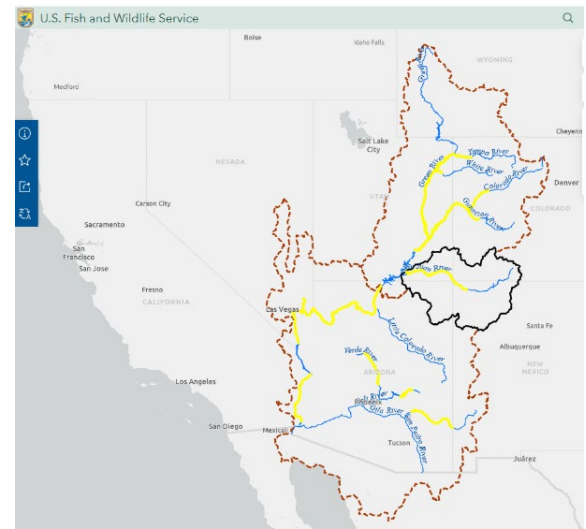 U.S. Fish and Wildlife Service
Boise
Idaho Falls
WYOMING
Medford
Green River
Cheyenne
Salt Lake
City
Yampa River
White River
Green River
Colorado River
Denver
NEVADA
UTAH
Gunnison River
COLORADO
Carson City
Sacramento
San
Francisco
San Jose
Juan River
Fresno
CALIFORNIA
Las Vegas
Little Colorado River
Santa Fe
Albuquerque
Verde River
ARIZONA
NEW
MEXICO
Los Angeles
River
Phoenix
Gila River
San Pedro River
San Diego
Mexicali
Tucson
Juárez